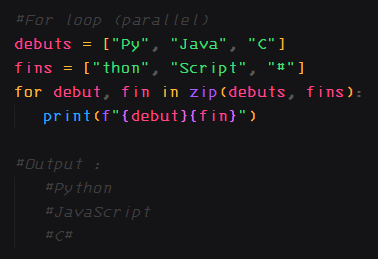 #For loop (parallel)
debuts = ["Py", "Java", "C"]
fins = ["thon", "Script", "#"]
for debut, fin in zip(debuts, fins):
    print(f"{debut}{fin}")
#Output :
    #Python
    #JavaScript
    #C#